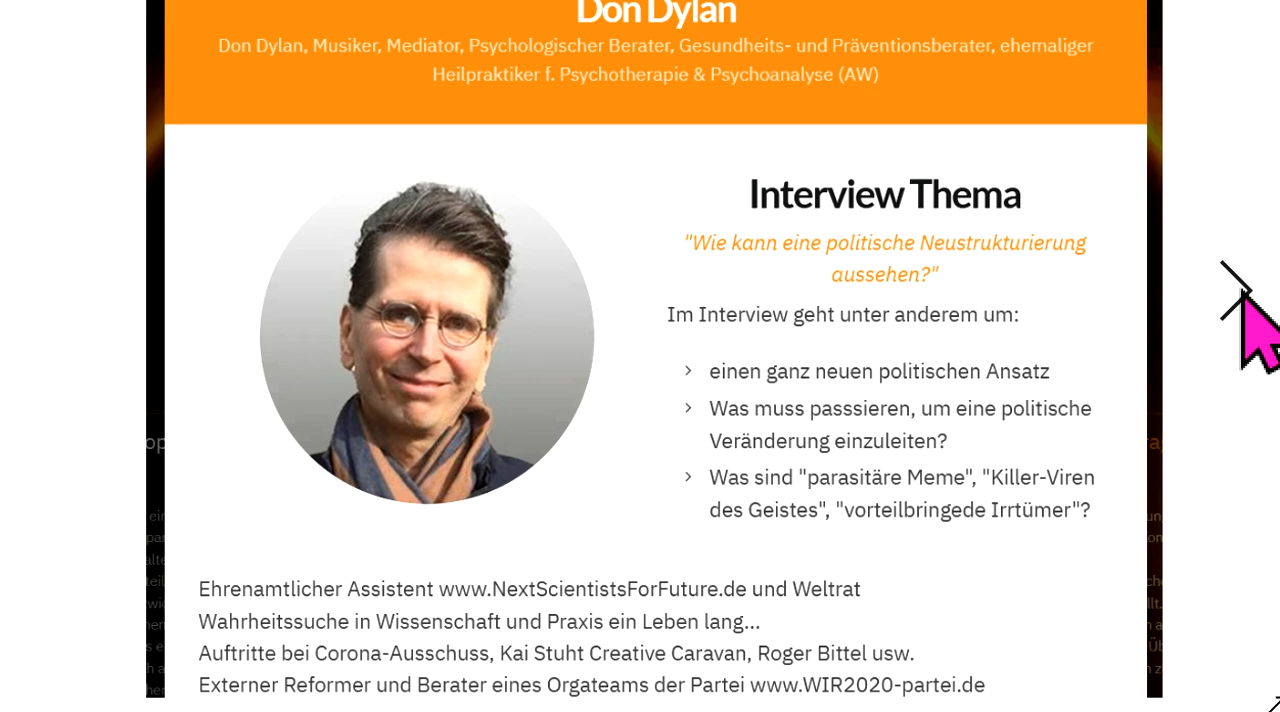 Don Dylan
Don Dylan, Musiker, Mediator, Psychologischer Berater, Gesundheits- und Präventionsberater, ehemaliger
Heilpraktiker f. Psychotherapie & Psychoanalyse (AW)
Interview Thema
"Wie kann eine politische Neustrukturierung
aussehen?"
Im Interview geht unter anderem um:
› einen ganz neuen politischen Ansatz
› Was muss passsieren, um eine politische
Veränderung einzuleiten?
› Was sind "parasitäre Meme", "Killer-Viren
des Geistes", "vorteilbringede Irrtümer"?
Ehrenamtlicher Assistent www.NextScientistsForFuture.de und Weltrat
Wahrheitssuche in Wissenschaft und Praxis ein Leben lang...
Auftritte bei Corona-Ausschuss, Kai Stuht Creative Caravan, Roger Bittel usw.
Externer Reformer und Berater eines Orgateams der Partei www.WIR2020-partei.de